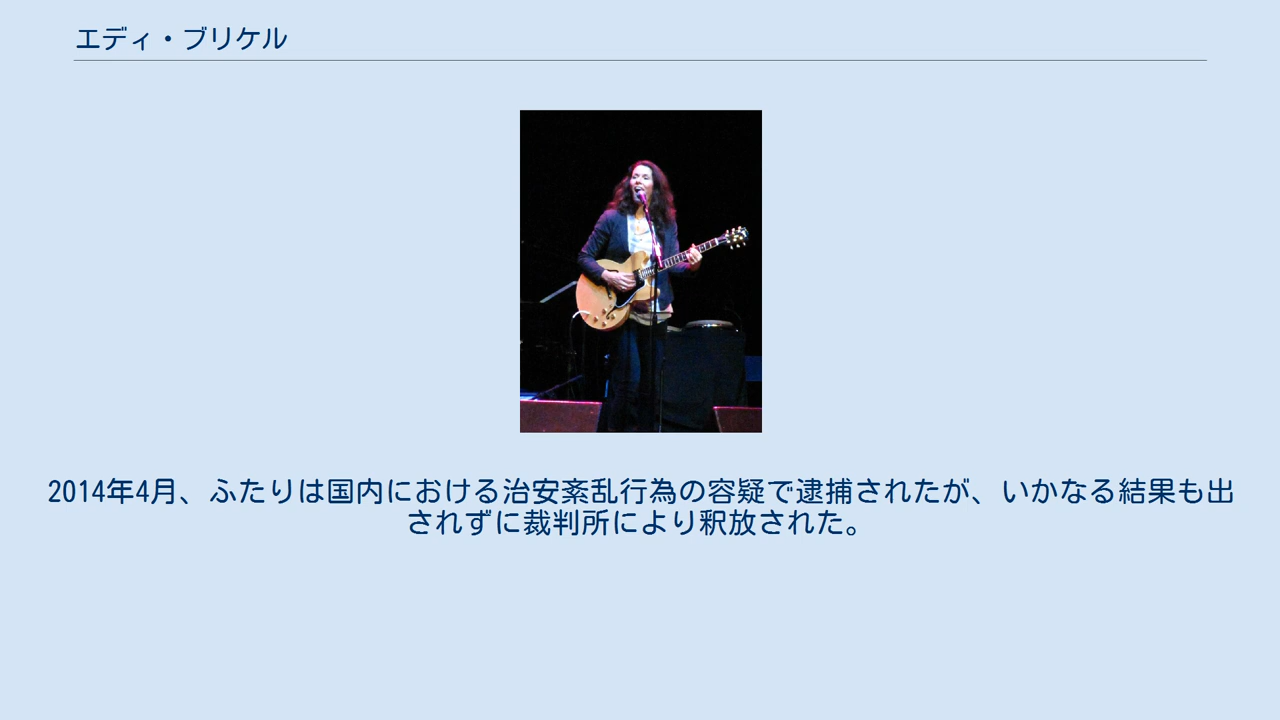 エディ・ブリケル
2014年4月、ふたりは国内における治安紊乱行為の容疑で逮捕されたが、いかなる結果も出
されずに裁判所により釈放された。